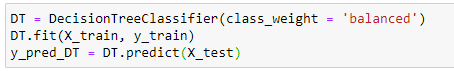 DT = DecisionTreeClassifier(class_weight = 'balanced')
DT.fit(X_train, y_train)
y_pred_DT = DT.predict(X_test)